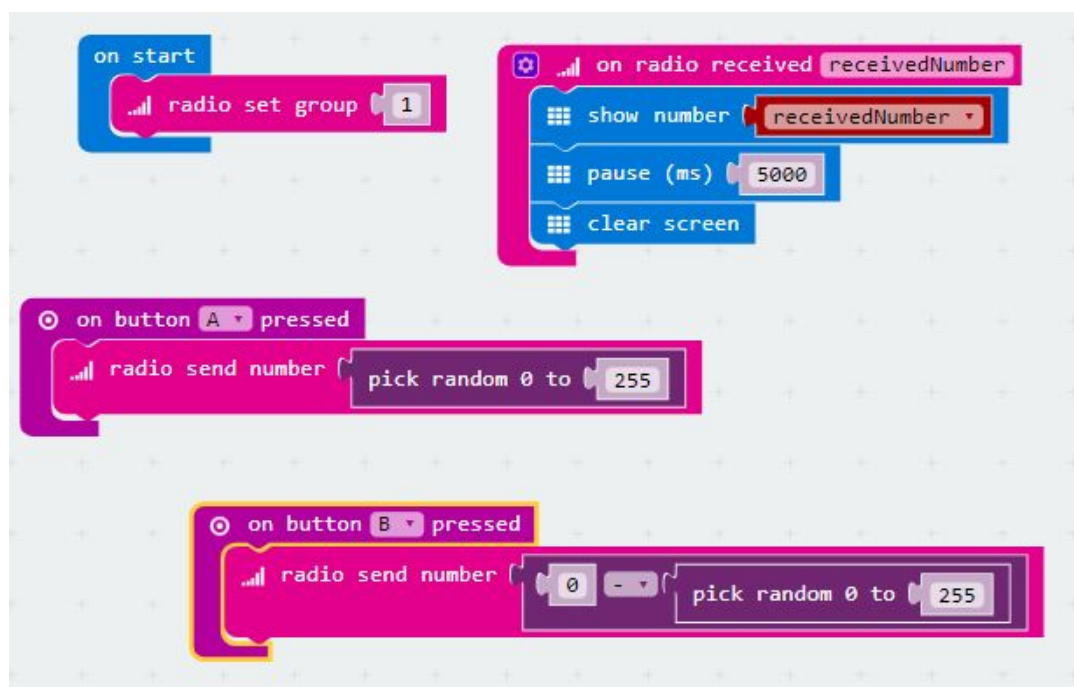 on start
radio set group 1
on radio received receivedNumber
show number receivedNumber
pause (ms) 5000
clear screen
on button A pressed
radio send number pick random 0 to 255
on button B pressed
radio send number 0 - pick random 0 to 255